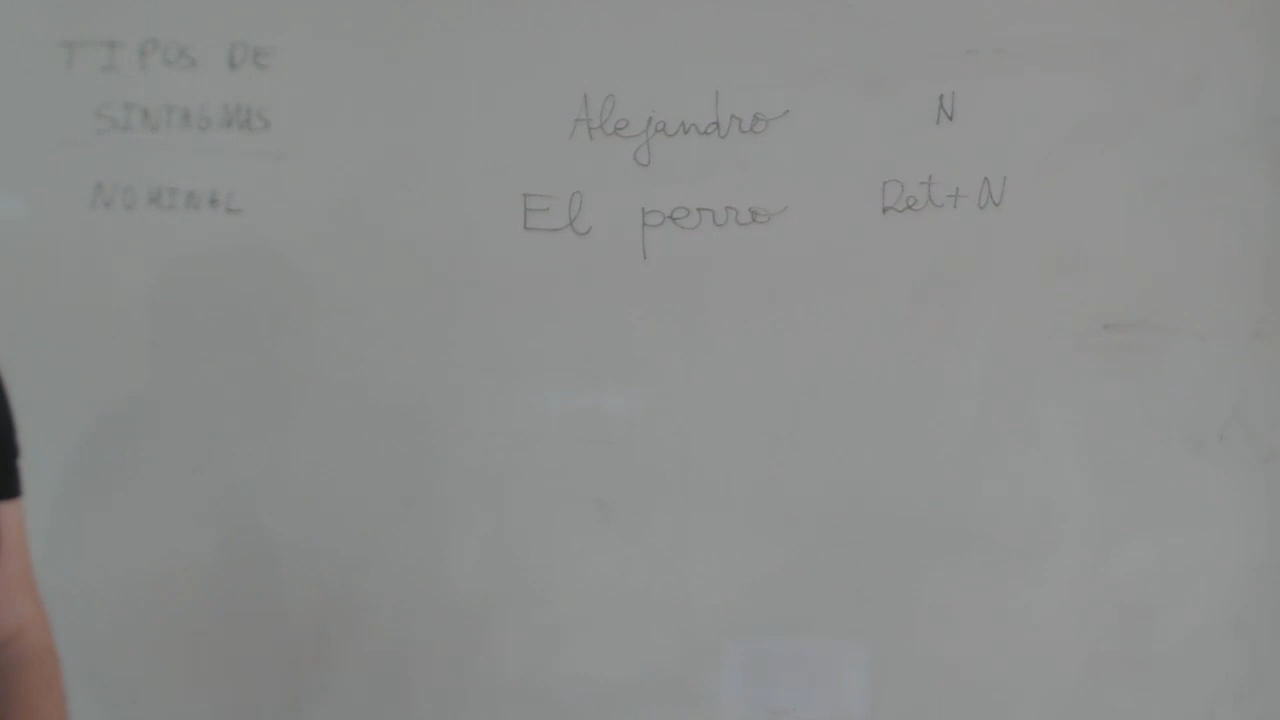 TIPOS DE
SINTAGMAS
NOMINAL
Alejandro N
El perro Det+N